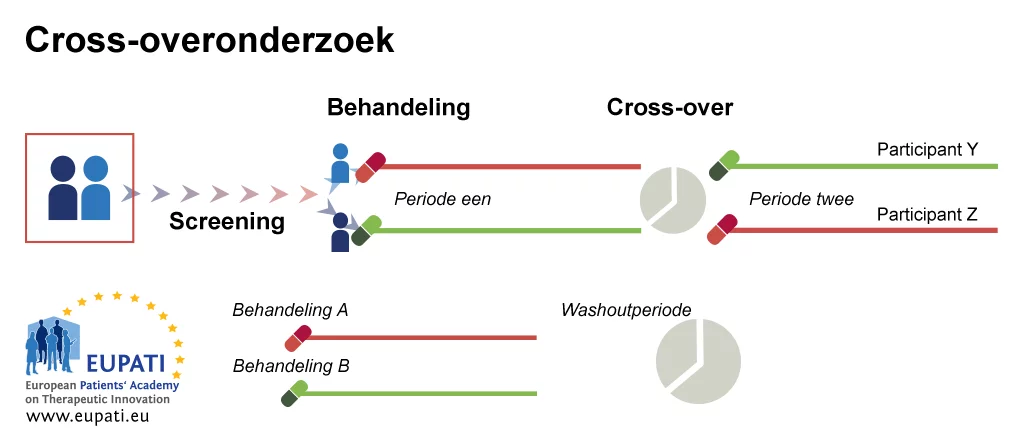 Cross-overonderzoek
Behandeling
Cross-over
Participant Y
Periode een
Periode twee
Screening
Participant Z
Behandeling A
Washoutperiode
Behandeling B
EUPATI
European Patients' Academy
on Therapeutic Innovation
www.eupati.eu